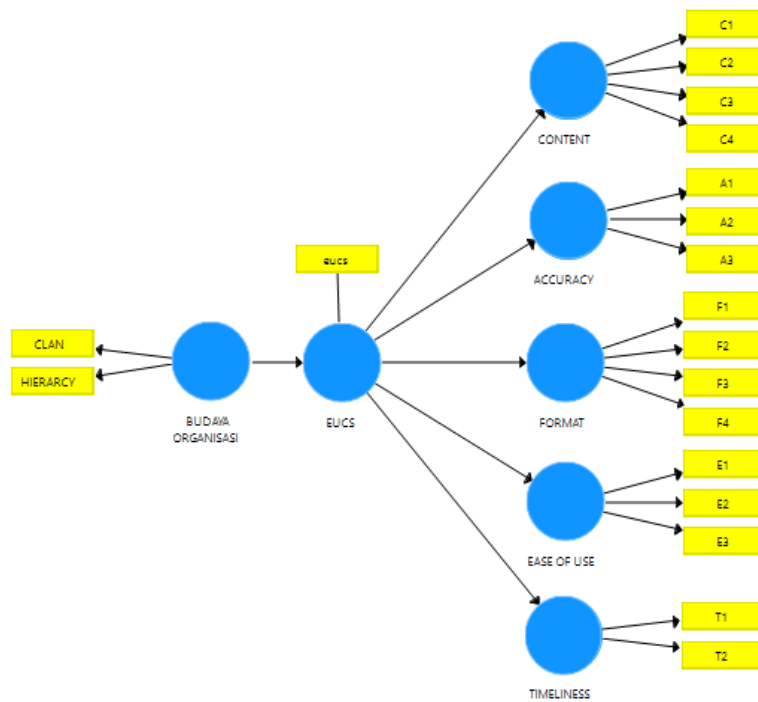 C1
C2
C3
C4
CONTENT
A1
A2
A3
ACCURACY
eucs
CLAN
HIERARCY
BUDAYA
ORGANISASI
EUCS
F1
F2
F3
F4
FORMAT
E1
E2
E3
EASE OF USE
T1
T2
TIMELINESS